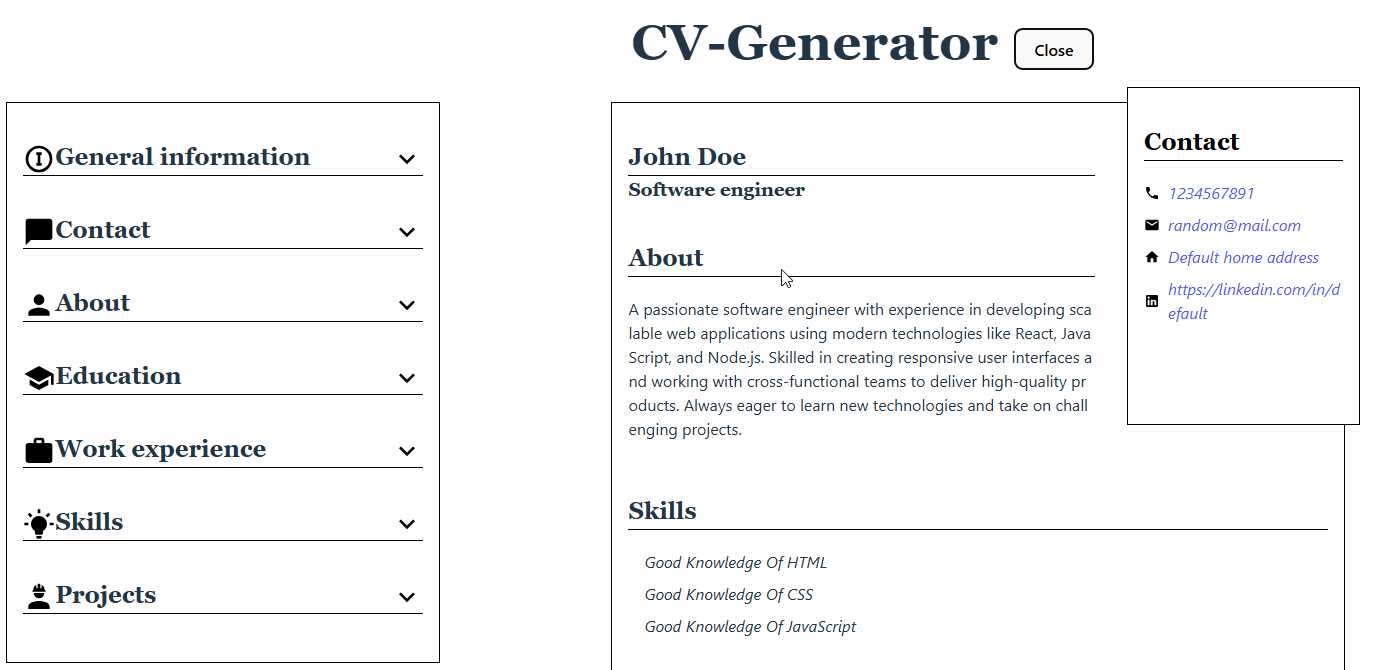 CV-Generator
Close
General information
Contact
About
Education
Work experience
Skills
Projects
John Doe
Software engineer
About
A passionate software engineer with experience in developing sca
lable web applications using modern technologies like React, Java
Script, and Node.js. Skilled in creating responsive user interfaces a
nd working with cross-functional teams to deliver high-quality pr
oducts. Always eager to learn new technologies and take on chall
enging projects.
Skills
Good Knowledge Of HTML
Good Knowledge Of CSS
Good Knowledge Of JavaScript
Contact
1234567891
random@mail.com
Default home address
https://linkedin.com/in/d
efault